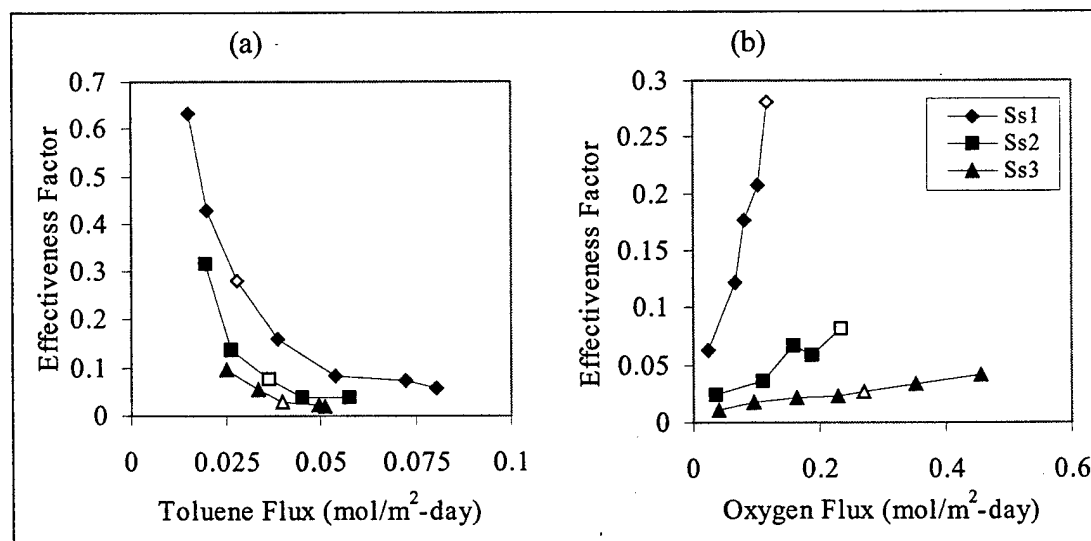 (a)
Effectiveness Factor
0.7
0.6
0.5
0.4
0.3
0.2
0.1
0
0 0.025 0.05 0.075 0.1
Toluene Flux (mol/m²-day)
(b)
Effectiveness Factor
0.3
0.25
0.2
0.15
0.1
0.05
0
0 0.2 0.4 0.6
Oxygen Flux (mol/m²-day)
Ss1
Ss2
Ss3